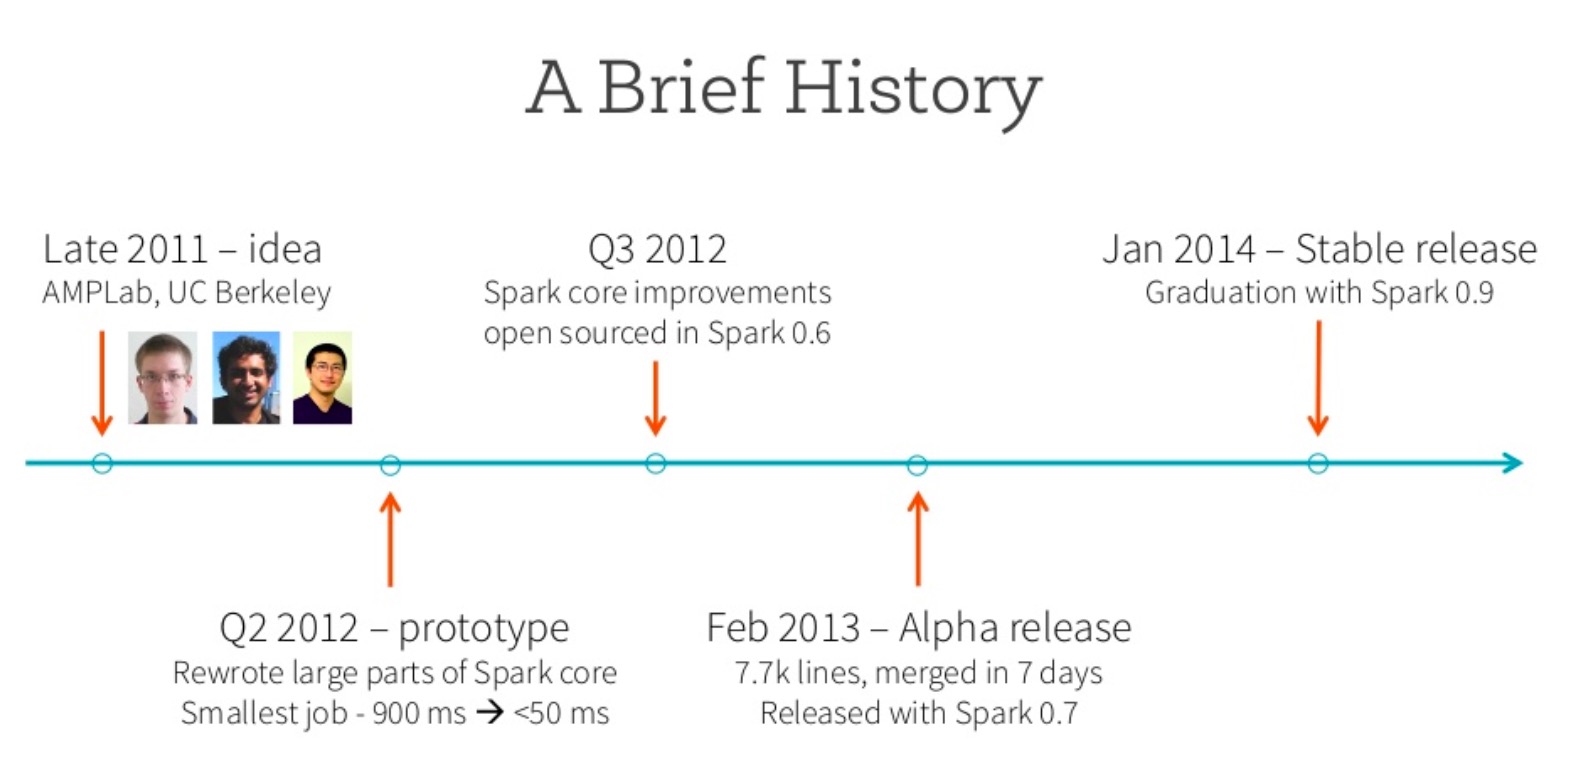 A Brief History
Late 2011 – idea
AMPLab, UC Berkeley
Q3 2012
Spark core improvements
open sourced in Spark 0.6
Jan 2014 – Stable release
Graduation with Spark 0.9
Q2 2012 – prototype
Rewrote large parts of Spark core
Smallest job - 900 ms → <50 ms
Feb 2013 – Alpha release
7.7k lines, merged in 7 days
Released with Spark 0.7